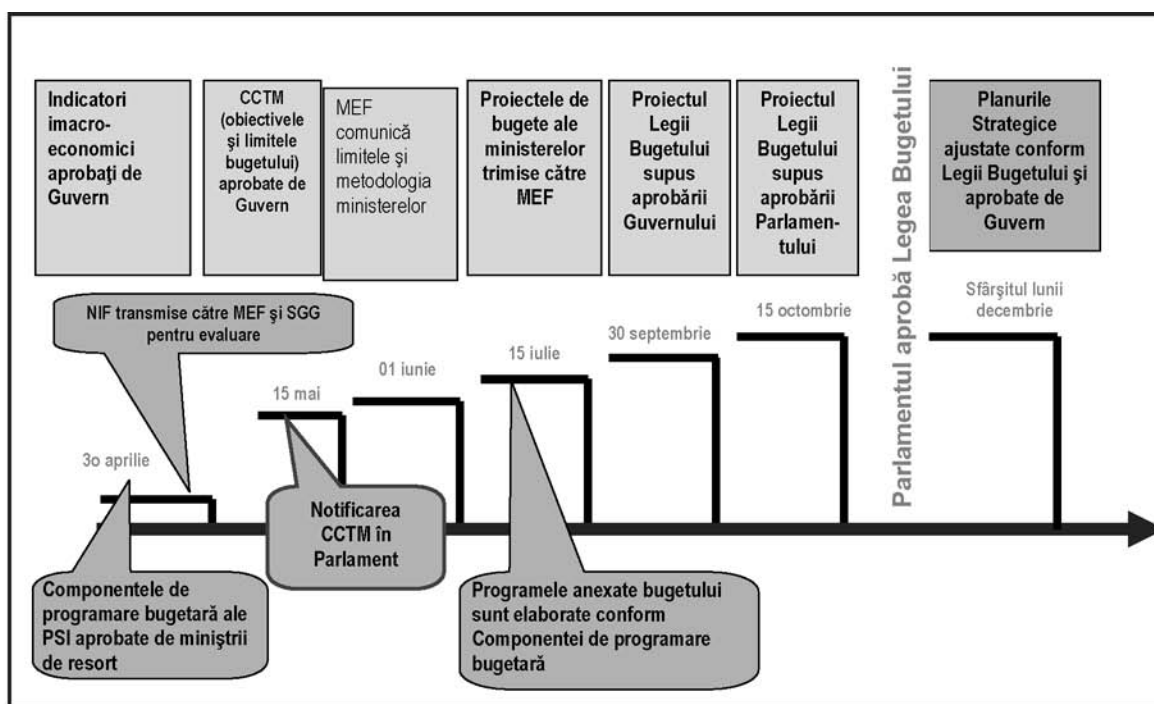 Indicatori
imacro-
economici
aprobaţi de
Guvern
CCTM
(obiectivele
şi limitele
bugetului)
aprobate de
Guvern
MEF
comunică
limitele şi
metodologia
ministerelor
Proiectele de
bugete ale
ministerelor
trimise către
MEF
Proiectul
Legii
Bugetului
supus
aprobării
Guvernului
Proiectul
Legii
Bugetului
supus
aprobării
Parlamen-
tului
Parlamentul aprobă Legea Bugetului
Planurile
Strategice
ajustate conform
Legii Bugetului şi
aprobate de
Guvern
NIF transmise către MEF şi SGG
pentru evaluare
3o aprilie
15 mai
01 iunie
15 iulie
30 septembrie
15 octombrie
Sfârşitul lunii
decembrie
Notificarea
CCTM în
Parlament
Componentele de
programare bugetară ale
PSI aprobate de miniştrii
de resort
Programele anexate bugetului
sunt elaborate conform
Componentei de programare
bugetară